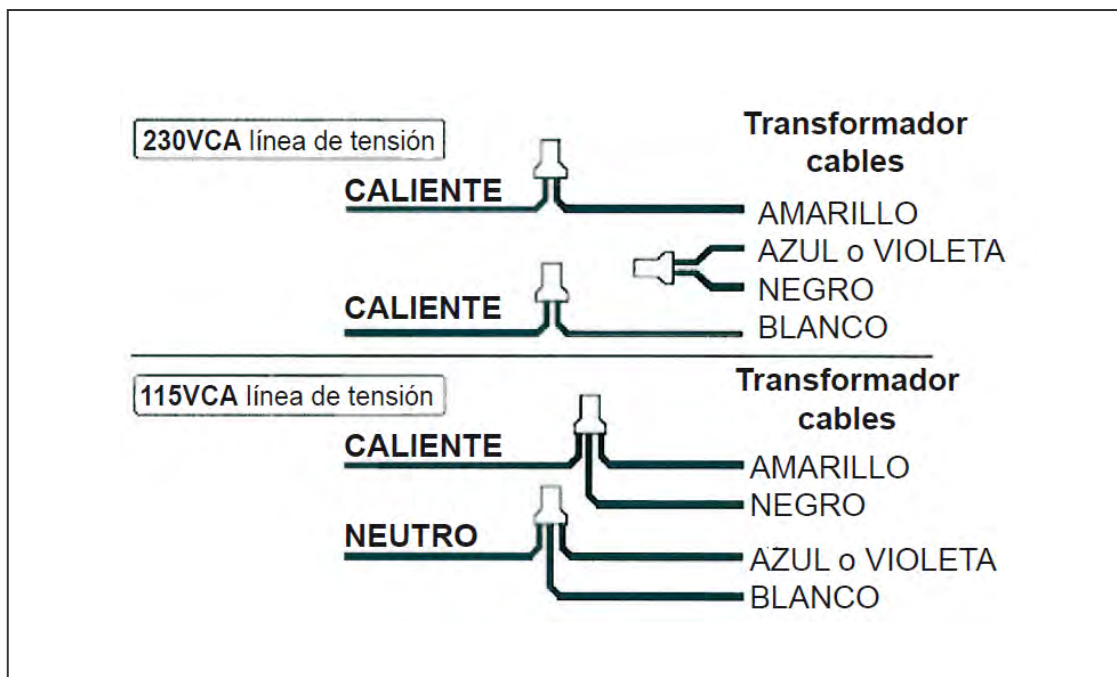 230VCA línea de tensión
Transformador
cables
CALIENTE
AMARILLO
AZUL o VIOLETA
NEGRO
CALIENTE
BLANCO
115VCA línea de tensión
Transformador
cables
CALIENTE
AMARILLO
NEGRO
NEUTRO
AZUL o VIOLETA
BLANCO